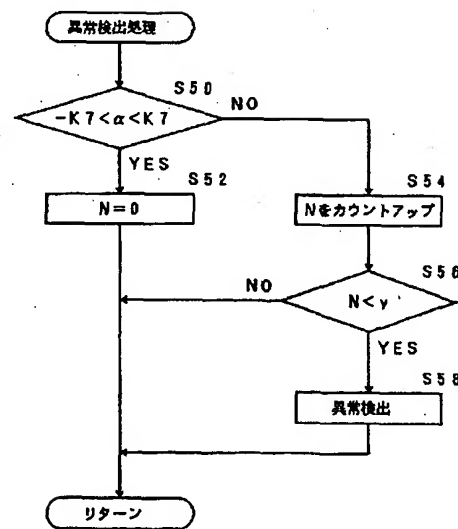 異常検出処理
S50
-K7<α<K7
NO
YES
S52
S54
N=0
Nをカウントアップ
S56
NO
N<γ
YES
S58
異常検出
リターン